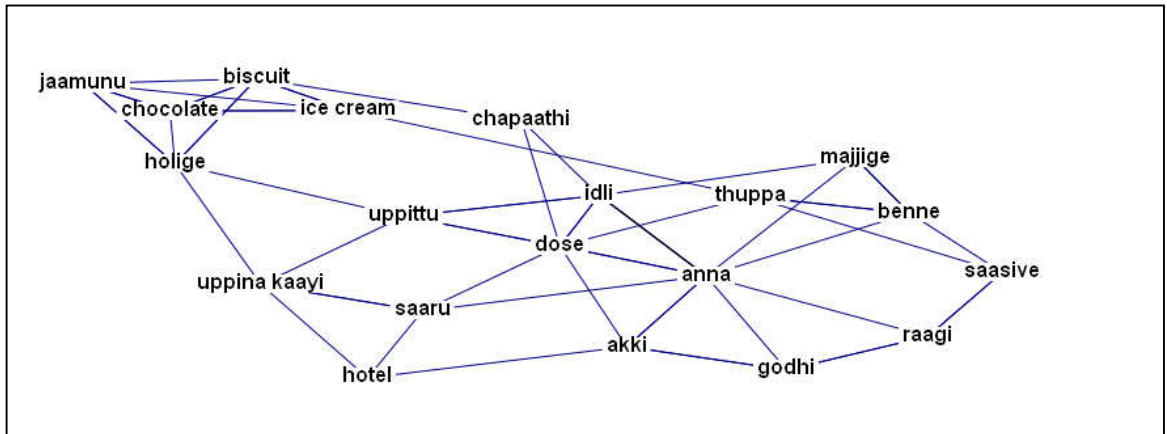 jaamunu
biscuit
chocolate
ice cream
chapaathi
holige
majjige
idli
thuppa
uppittu
benne
dose
anna
saasive
uppina kaayi
saaru
raagi
akki
godhi
hotel